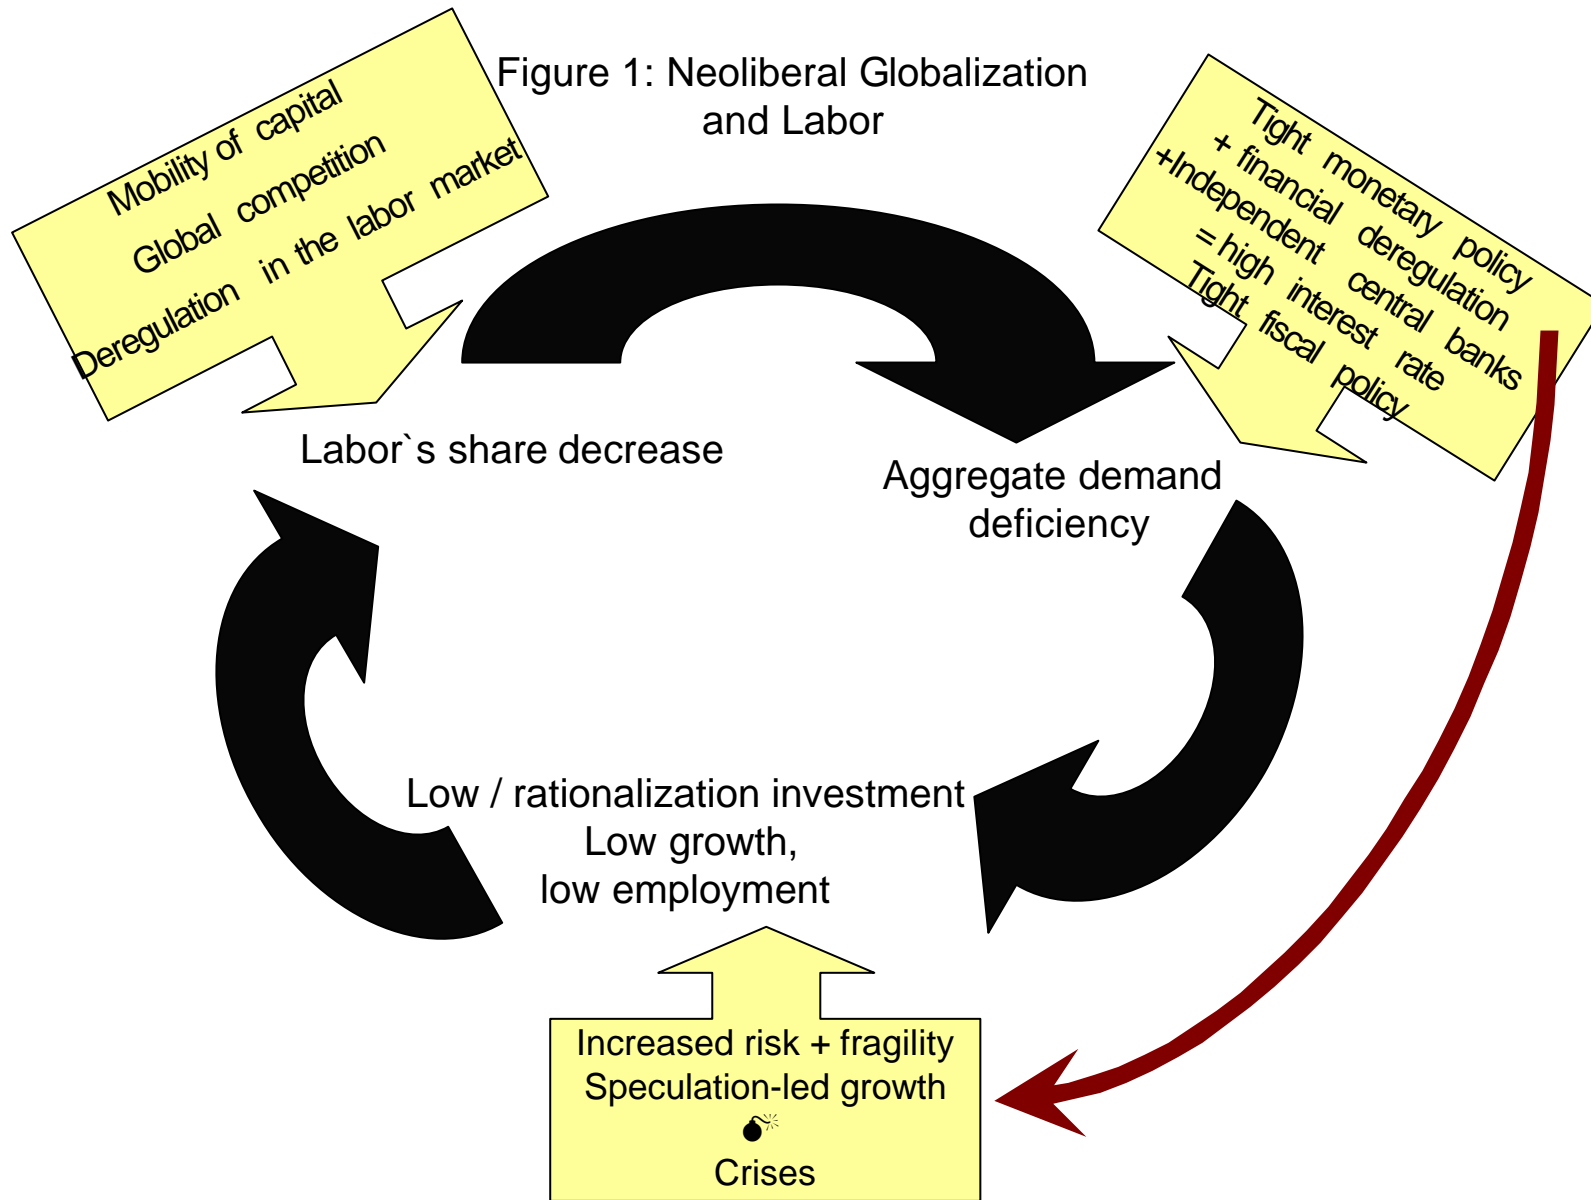 Figure 1: Neoliberal Globalization
and Labor
Mobility of capital
Global competition
Deregulation in the labor market
Tight monetary policy
+ financial deregulation
+Independent central banks
= high interest rate
Tight fiscal policy
Labor`s share decrease
Aggregate demand
deficiency
Low / rationalization investment
Low growth,
low employment
Increased risk + fragility
Speculation-led growth
Crises